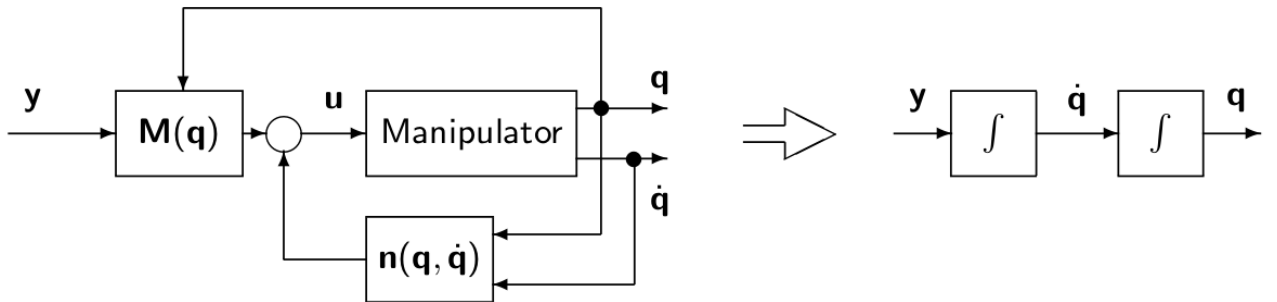 y
M(q)
u
Manipulator
q
q̇
n(q, q̇)
y
∫
q̇
∫
q